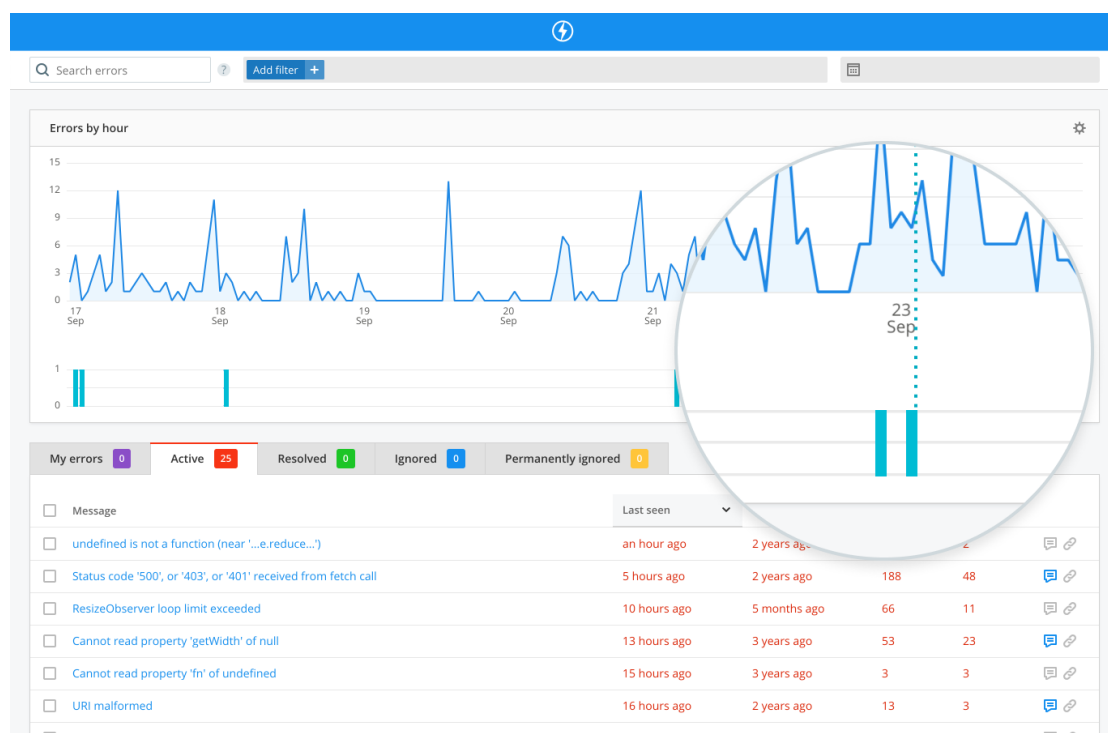 Search errors ? Add filter +
Errors by hour
15
12
9
6
3
0
17 18 19 20 21
Sep Sep Sep Sep Sep
23
Sep
1
0
My errors 0 Active 25 Resolved 0 Ignored 0 Permanently ignored 0
Message Last seen
undefined is not a function (near '...e.reduce...') an hour ago 2 years 2
Status code '500', or '403', or '401' received from fetch call 5 hours ago 2 years ago 188 48
ResizeObserver loop limit exceeded 10 hours ago 5 months ago 66 11
Cannot read property 'getWidth' of null 13 hours ago 3 years ago 53 23
Cannot read property 'fn' of undefined 15 hours ago 3 years ago 3 3
URI malformed 16 hours ago 2 years ago 13 3